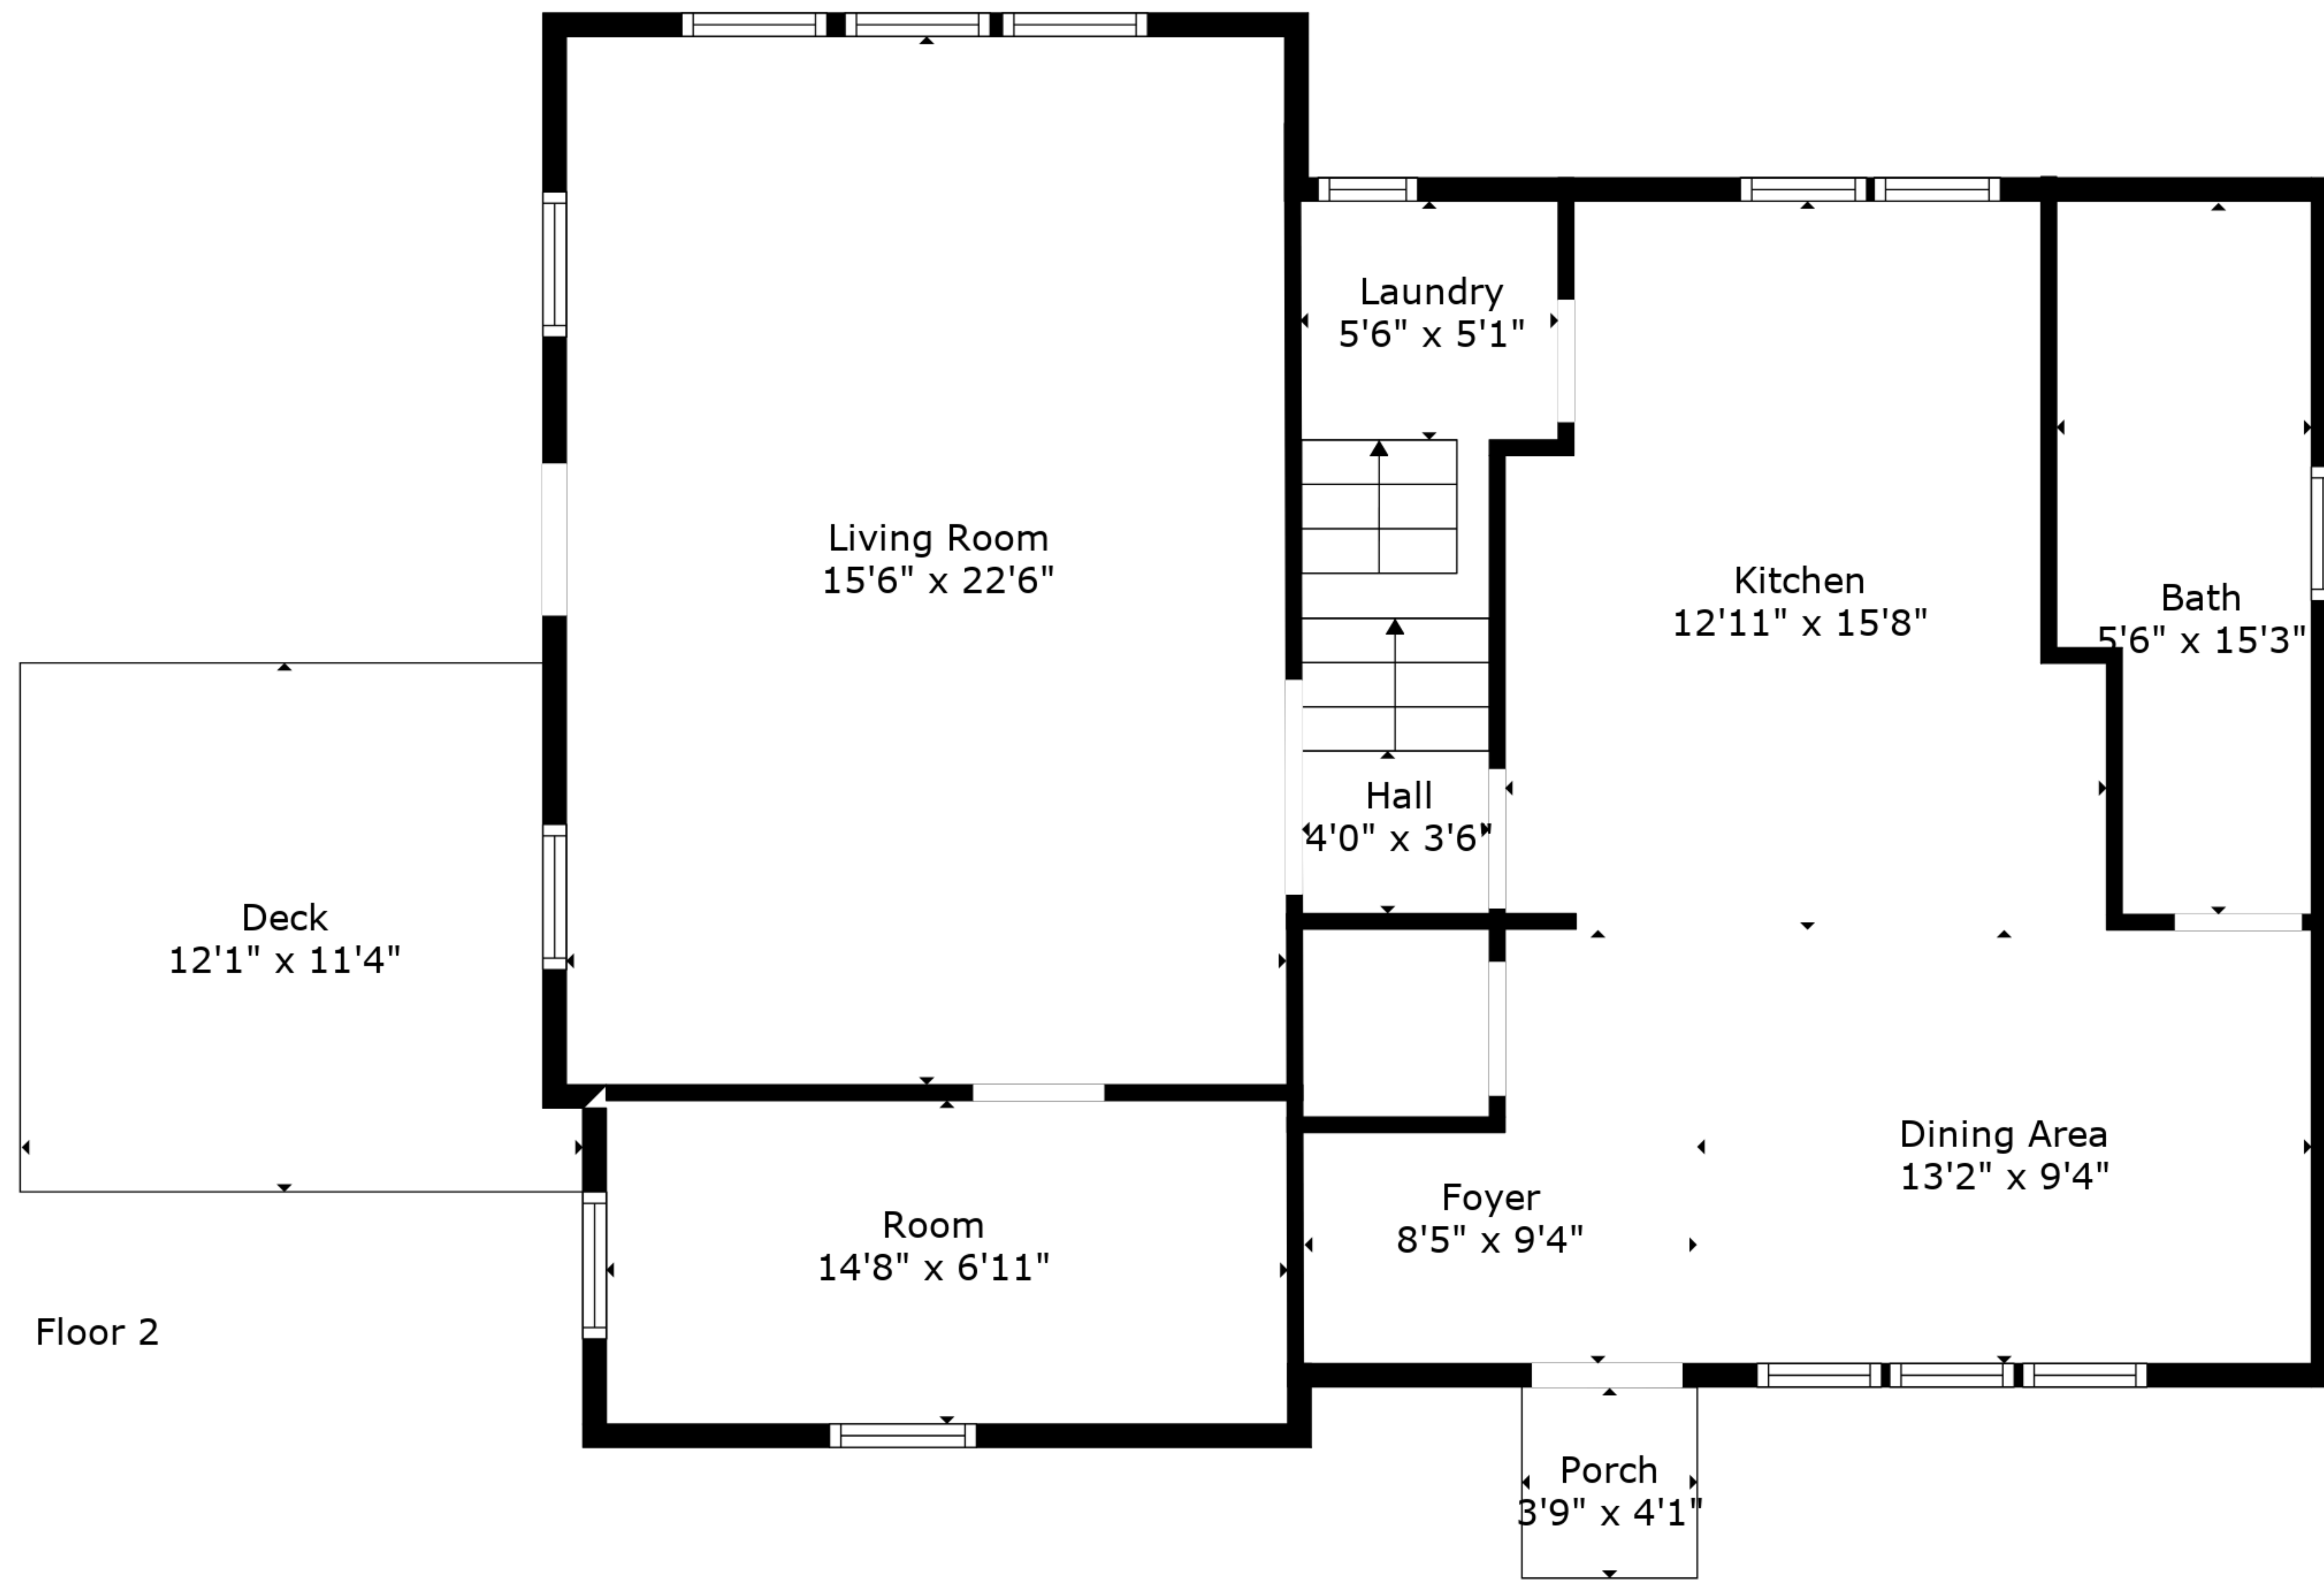 Laundry
5'6" x 5'1"
Living Room
15'6" x 22'6"
Kitchen
12'11" x 15'8"
Bath
5'6" x 15'3"
Hall
4'0" x 3'6"
Deck
12'1" x 11'4"
Dining Area
13'2" x 9'4"
Foyer
8'5" x 9'4"
Room
14'8" x 6'11"
Floor 2
Porch
3'9" x 4'1"